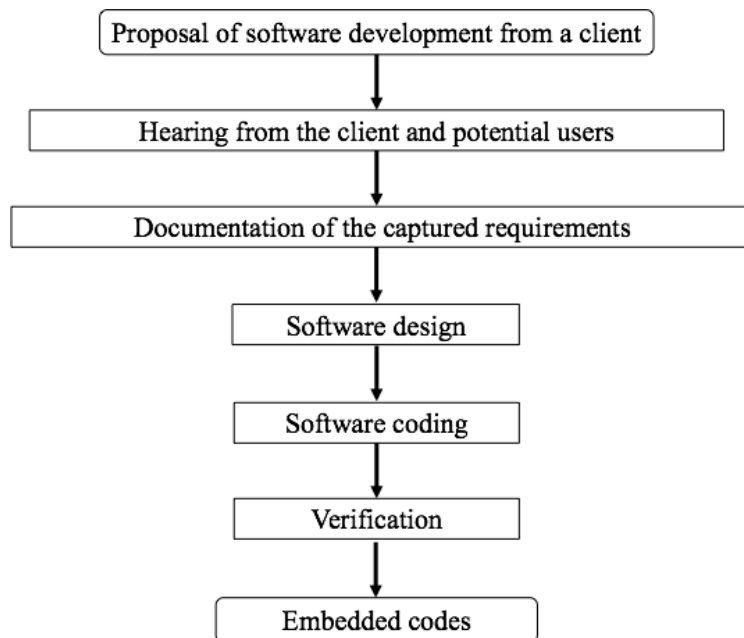 Proposal of software development from a client
Hearing from the client and potential users
Documentation of the captured requirements
Software design
Software coding
Verification
Embedded codes